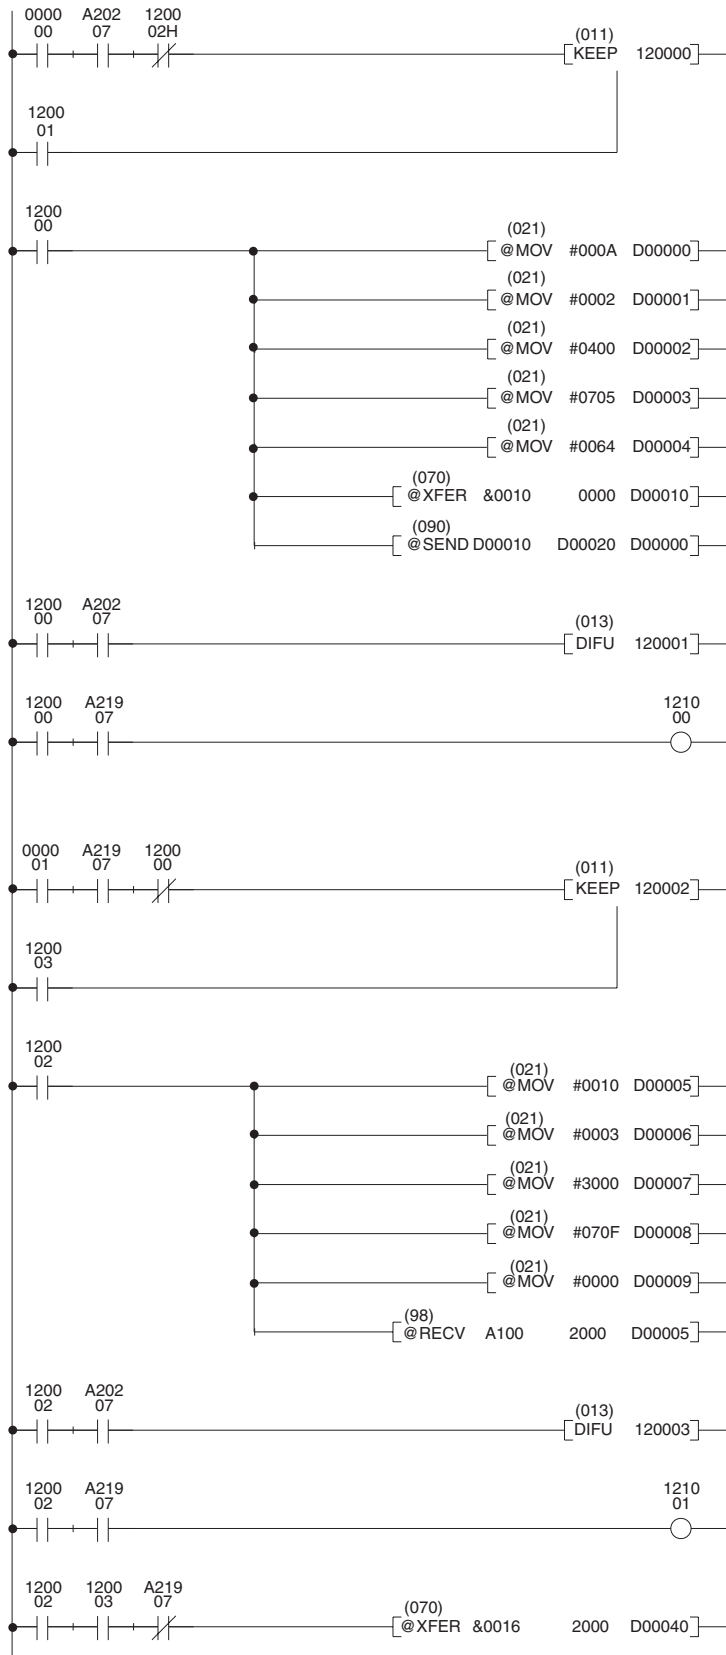 0000 A202 1200
00 07 02H
(011)
KEEP 120000
1200
01
1200
00
(021)
@MOV #000A D00000
(021)
@MOV #0002 D00001
(021)
@MOV #0400 D00002
(021)
@MOV #0705 D00003
(021)
@MOV #0064 D00004
(070)
@XFER &0010 0000 D00010
(090)
@SEND D00010 D00020 D00000
1200 A202
00 07
(013)
DIFU 120001
1200 A219
00 07
1210
00
0000 A219 1200
01 07 00
(011)
KEEP 120002
1200
03
1200
02
(021)
@MOV #0010 D00005
(021)
@MOV #0003 D00006
(021)
@MOV #3000 D00007
(021)
@MOV #070F D00008
(021)
@MOV #0000 D00009
(98)
@RECV A100 2000 D00005
1200 A202
02 07
(013)
DIFU 120003
1200 A219
02 07
1210
01
1200 1200 A219
02 03 07
(070)
@XFER &0016 2000 D00040